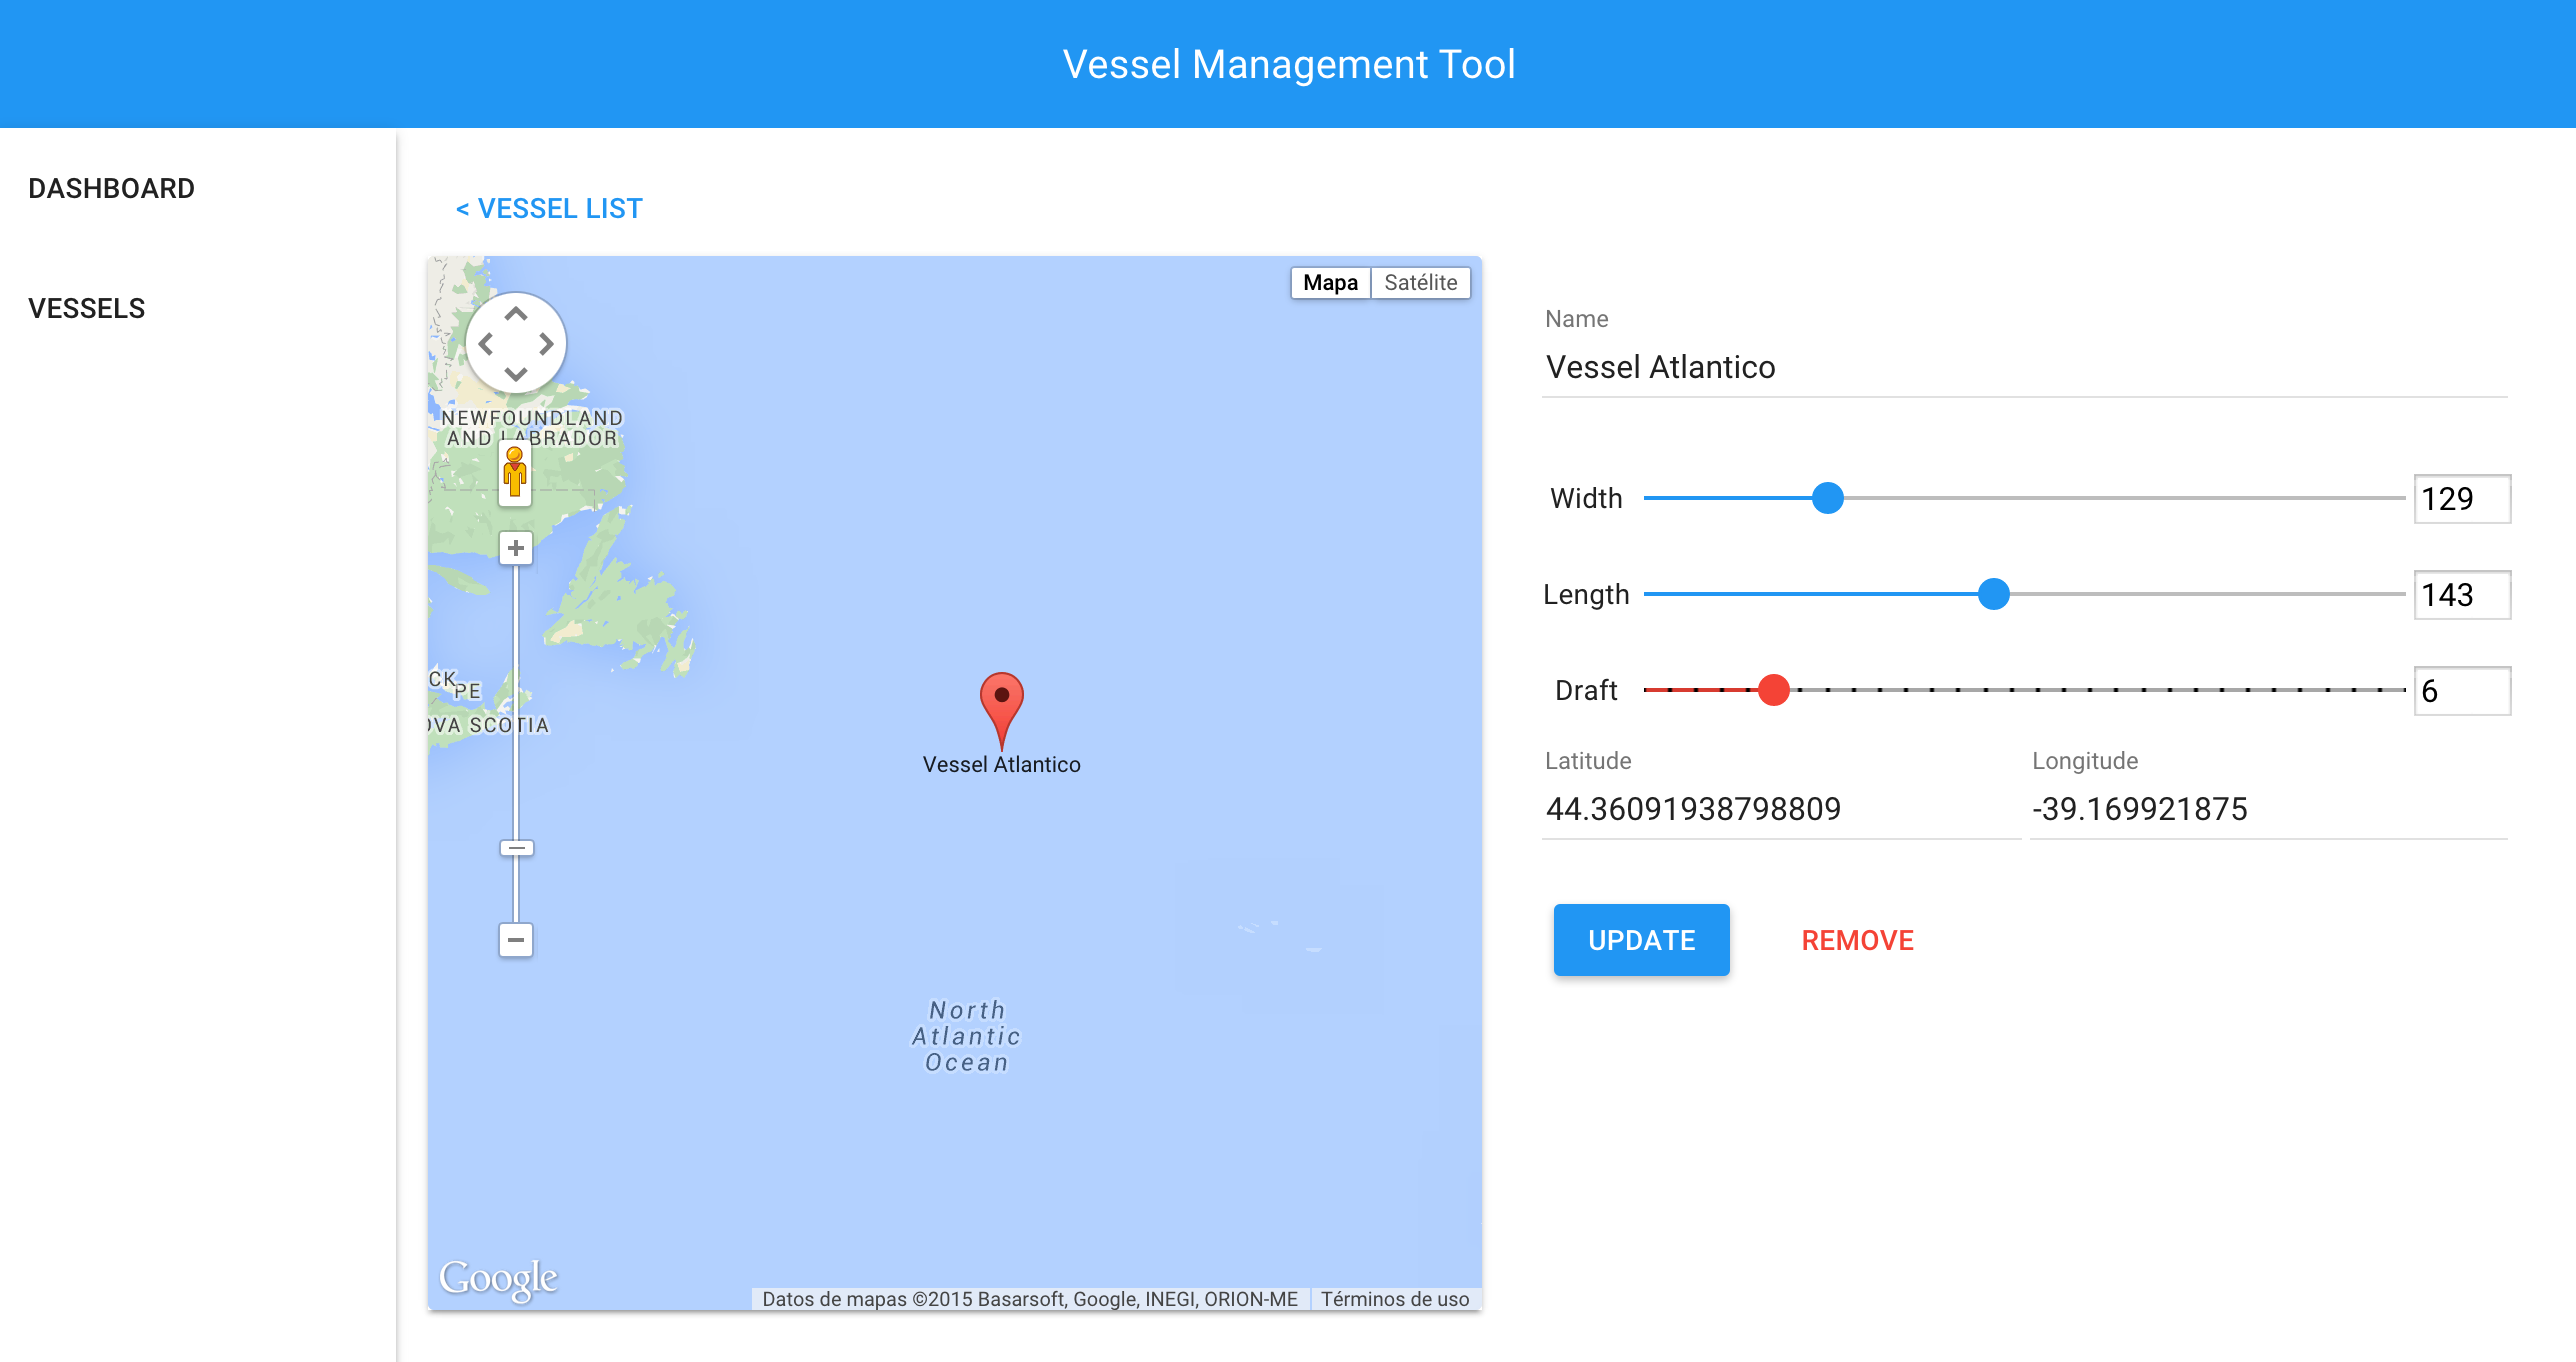 Vessel Management Tool
DASHBOARD
VESSELS
< VESSEL LIST
Mapa
Satélite
NEWFOUNDLAND
AND LABRADOR
CK
PE
OVA SCOTIA
Vessel Atlantico
North
Atlantic
Ocean
Google
Datos de mapas ©2015 Basarsoft, Google, INEGI, ORION-ME
Términos de uso
Name
Vessel Atlantico
Width
129
Length
143
Draft
6
Latitude
44.36091938798809
Longitude
-39.169921875
UPDATE
REMOVE